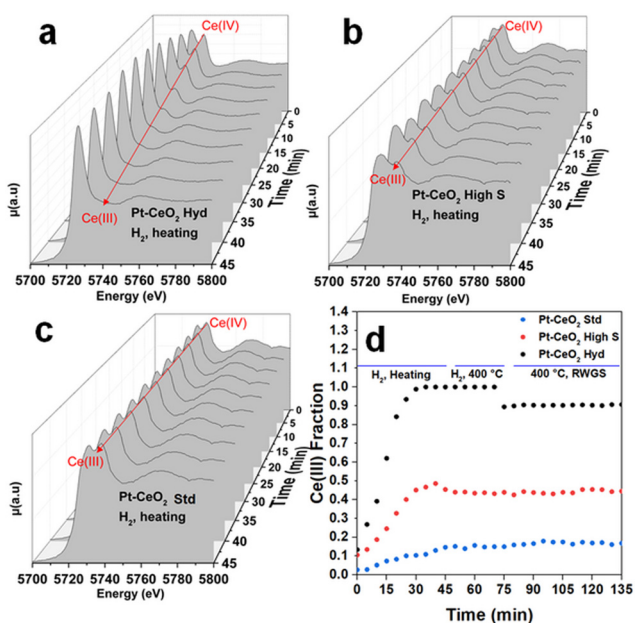 a
Ce(IV)
Ce(III)
Pt-CeO₂ Hyd
H₂, heating
μ(a.u)
5700 5720 5740 5760 5780 5800
Energy (eV)
0
5
10
15
20
25
30
35
40
45
Time (min)
b
Ce(IV)
Ce(III)
Pt-CeO₂ High S
H₂, heating
μ(a.u)
5700 5720 5740 5760 5780 5800
Energy (eV)
0
5
10
15
20
25
30
35
40
45
Time (min)
c
Ce(IV)
Ce(III)
Pt-CeO₂ Std
H₂, heating
μ(a.u)
5700 5720 5740 5760 5780 5800
Energy (eV)
0
5
10
15
20
25
30
35
40
45
Time (min)
d
Pt-CeO₂ Std
Pt-CeO₂ High S
Pt-CeO₂ Hyd
H₂, Heating
H₂, 400 °C
400 °C, RWGS
Ce(III) Fraction
1.4
1.3
1.2
1.1
1.0
0.9
0.8
0.7
0.6
0.5
0.4
0.3
0.2
0.1
0.0
0 15 30 45 60 75 90 105 120 135
Time (min)